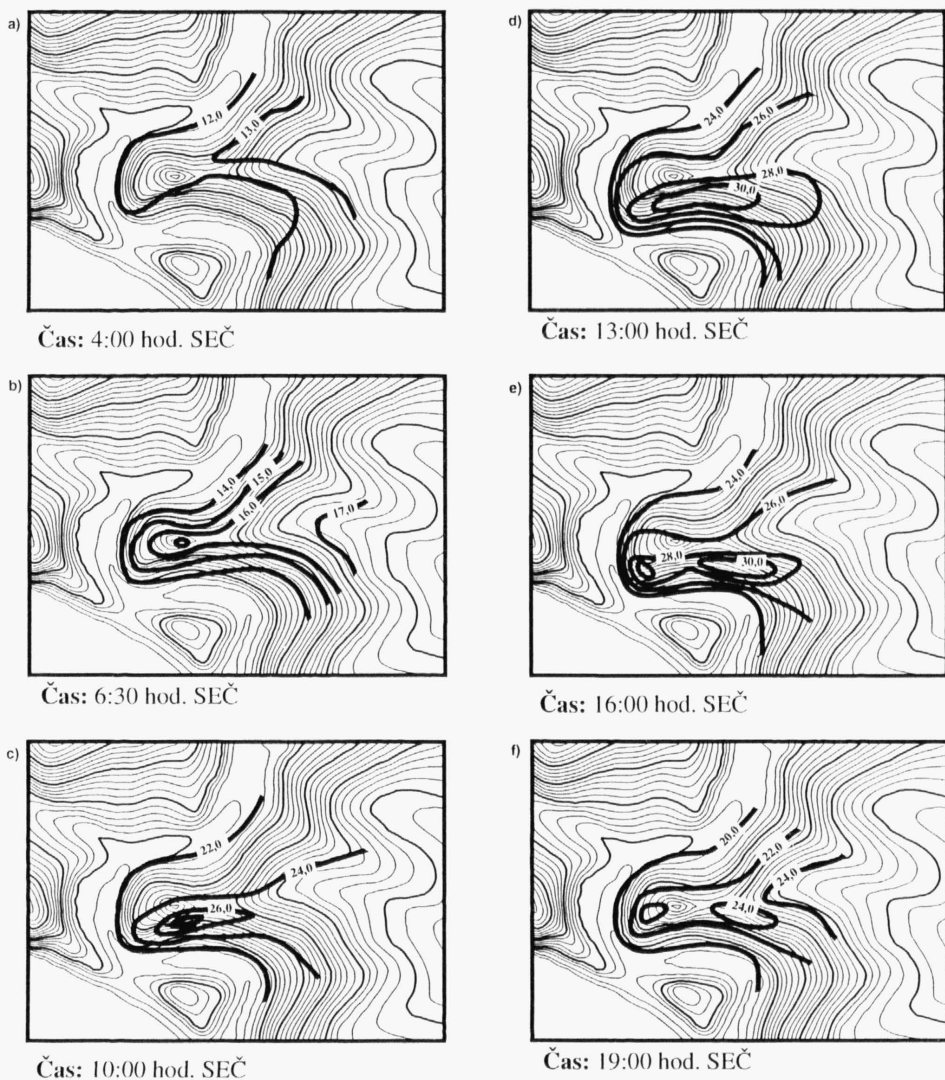 a)
12,0
13,0
Čas: 4:00 hod. SEČ
b)
14,0
15,0
16,0
17,0
Čas: 6:30 hod. SEČ
c)
22,0
24,0
26,0
Čas: 10:00 hod. SEČ
d)
24,0
26,0
28,0
30,0
Čas: 13:00 hod. SEČ
e)
24,0
26,0
28,0
30,0
Čas: 16:00 hod. SEČ
f)
20,0
22,0
24,0
24,0
Čas: 19:00 hod. SEČ